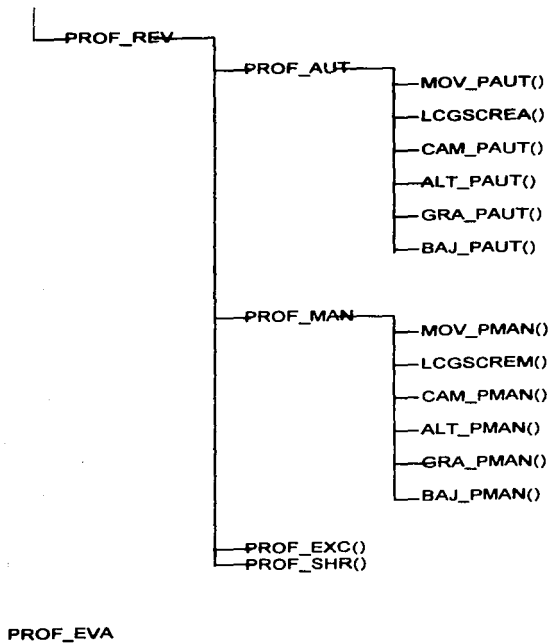 PROF_REV
PROF_AUT
MOV_PAUT()
LCGSCREA()
CAM_PAUT()
ALT_PAUT()
GRA_PAUT()
BAJ_PAUT()
PROF_MAN
MOV_PMAN()
LCGSCREM()
CAM_PMAN()
ALT_PMAN()
GRA_PMAN()
BAJ_PMAN()
PROF_EXC()
PROF_SHR()
PROF_EVA